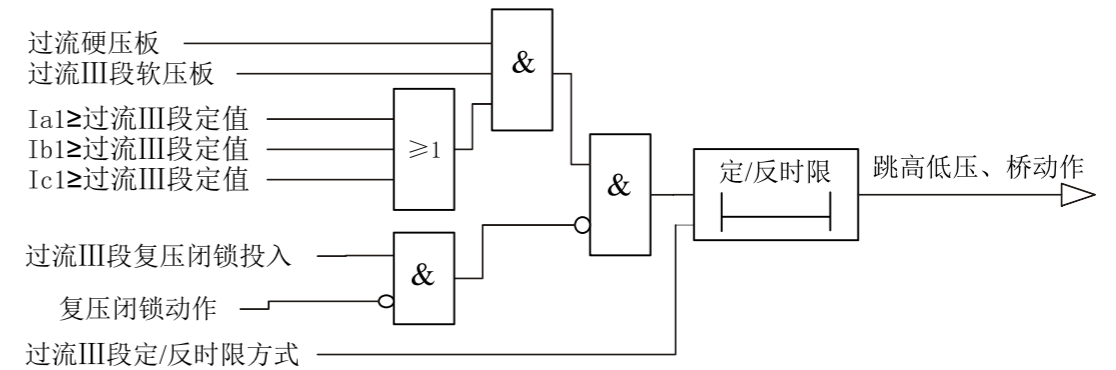 过流硬压板
过流Ⅲ段软压板
Ia1≥过流Ⅲ段定值
Ib1≥过流Ⅲ段定值
Ic1≥过流Ⅲ段定值
&
≥1
&
定/反时限
跳高低压、桥动作
过流Ⅲ段复压闭锁投入
复压闭锁动作
&
过流Ⅲ段定/反时限方式